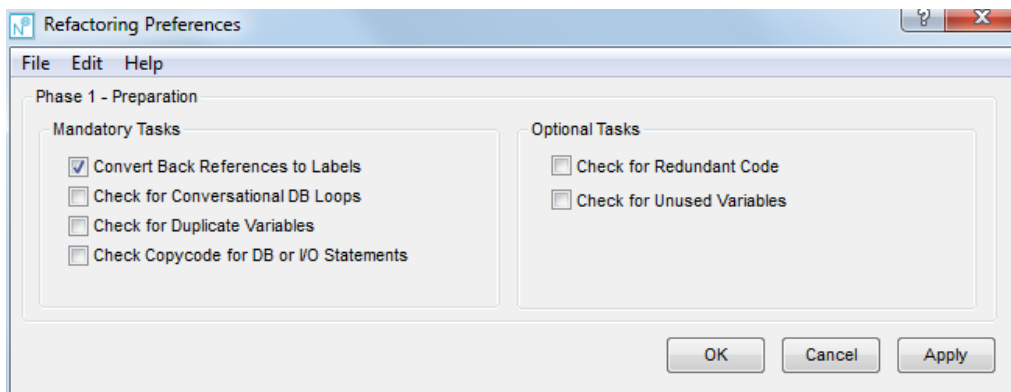 Refactoring Preferences
File Edit Help
Phase 1 - Preparation
Mandatory Tasks
Convert Back References to Labels
Check for Conversational DB Loops
Check for Duplicate Variables
Check Copycode for DB or I/O Statements
Optional Tasks
Check for Redundant Code
Check for Unused Variables
OK Cancel Apply